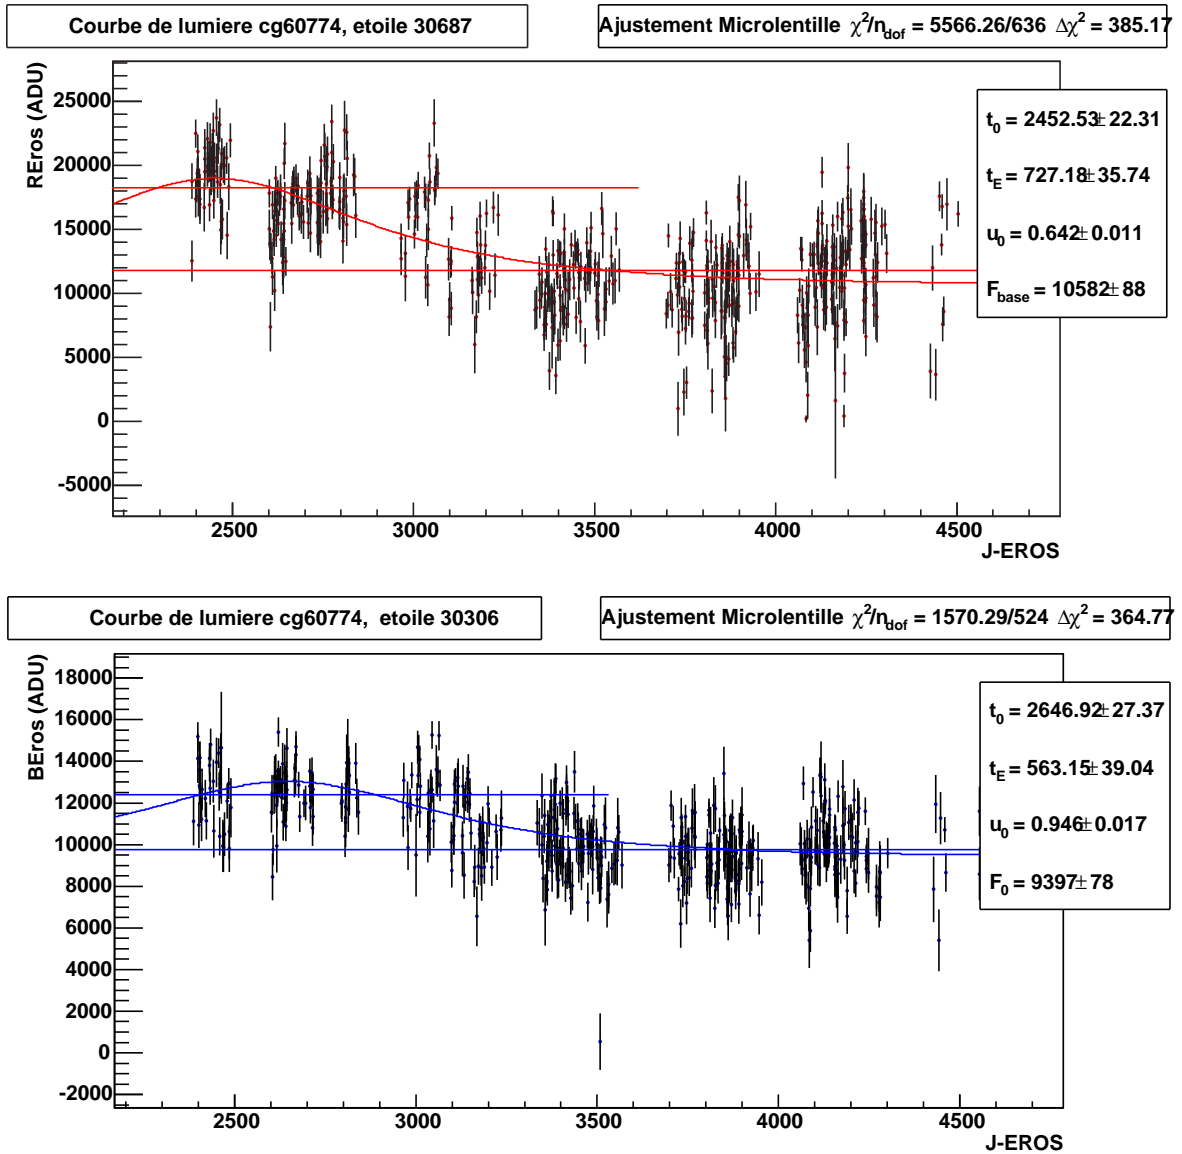 Courbe de lumiere cg60774, etoile 30687
Ajustement Microlentille χ²/n_dof = 5566.26/636 Δχ² = 385.17
REros (ADU)
25000
20000
15000
10000
5000
0
-5000
t_0 = 2452.53± 22.31
t_E = 727.18± 35.74
u_0 = 0.642± 0.011
F_base = 10582± 88
2500 3000 3500 4000 4500
J-EROS
Courbe de lumiere cg60774, etoile 30306
Ajustement Microlentille χ²/n_dof = 1570.29/524 Δχ² = 364.77
BEros (ADU)
18000
16000
14000
12000
10000
8000
6000
4000
2000
0
-2000
t_0 = 2646.92± 27.37
t_E = 563.15± 39.04
u_0 = 0.946± 0.017
F_0 = 9397± 78
2500 3000 3500 4000 4500
J-EROS